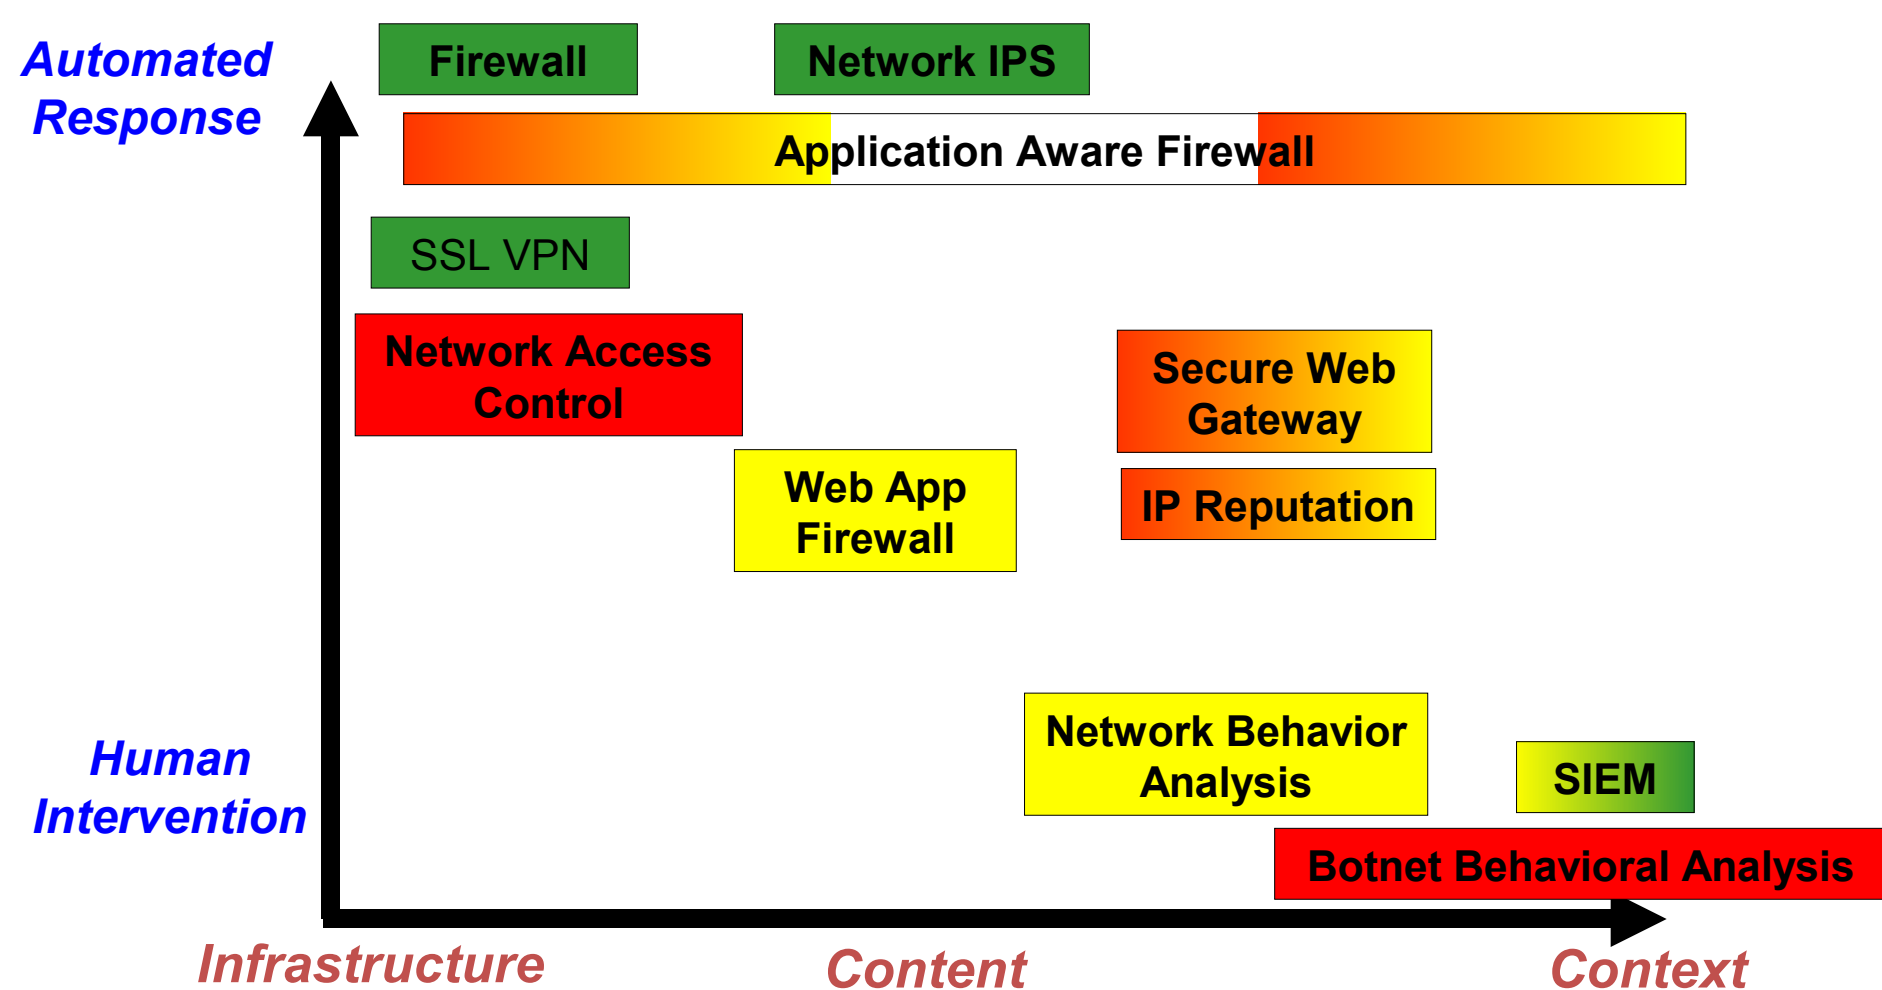 Automated
Response
Firewall
Network IPS
Application Aware Firewall
SSL VPN
Network Access
Control
Secure Web
Gateway
Web App
Firewall
IP Reputation
Human
Intervention
Network Behavior
Analysis
SIEM
Botnet Behavioral Analysis
Infrastructure
Content
Context